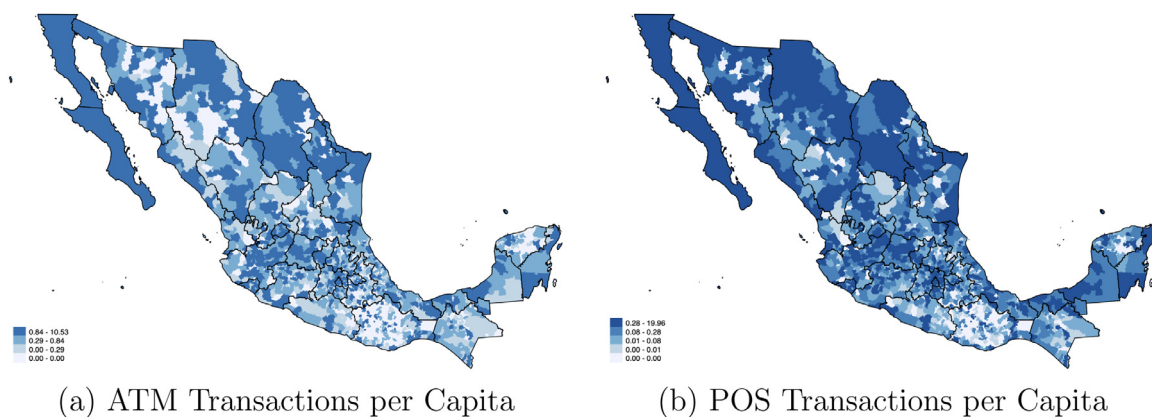 0.84 - 10.53
0.29 - 0.84
0.00 - 0.29
0.00 - 0.00
(a) ATM Transactions per Capita
0.28 - 19.96
0.08 - 0.28
0.01 - 0.08
0.00 - 0.01
0.00 - 0.00
(b) POS Transactions per Capita